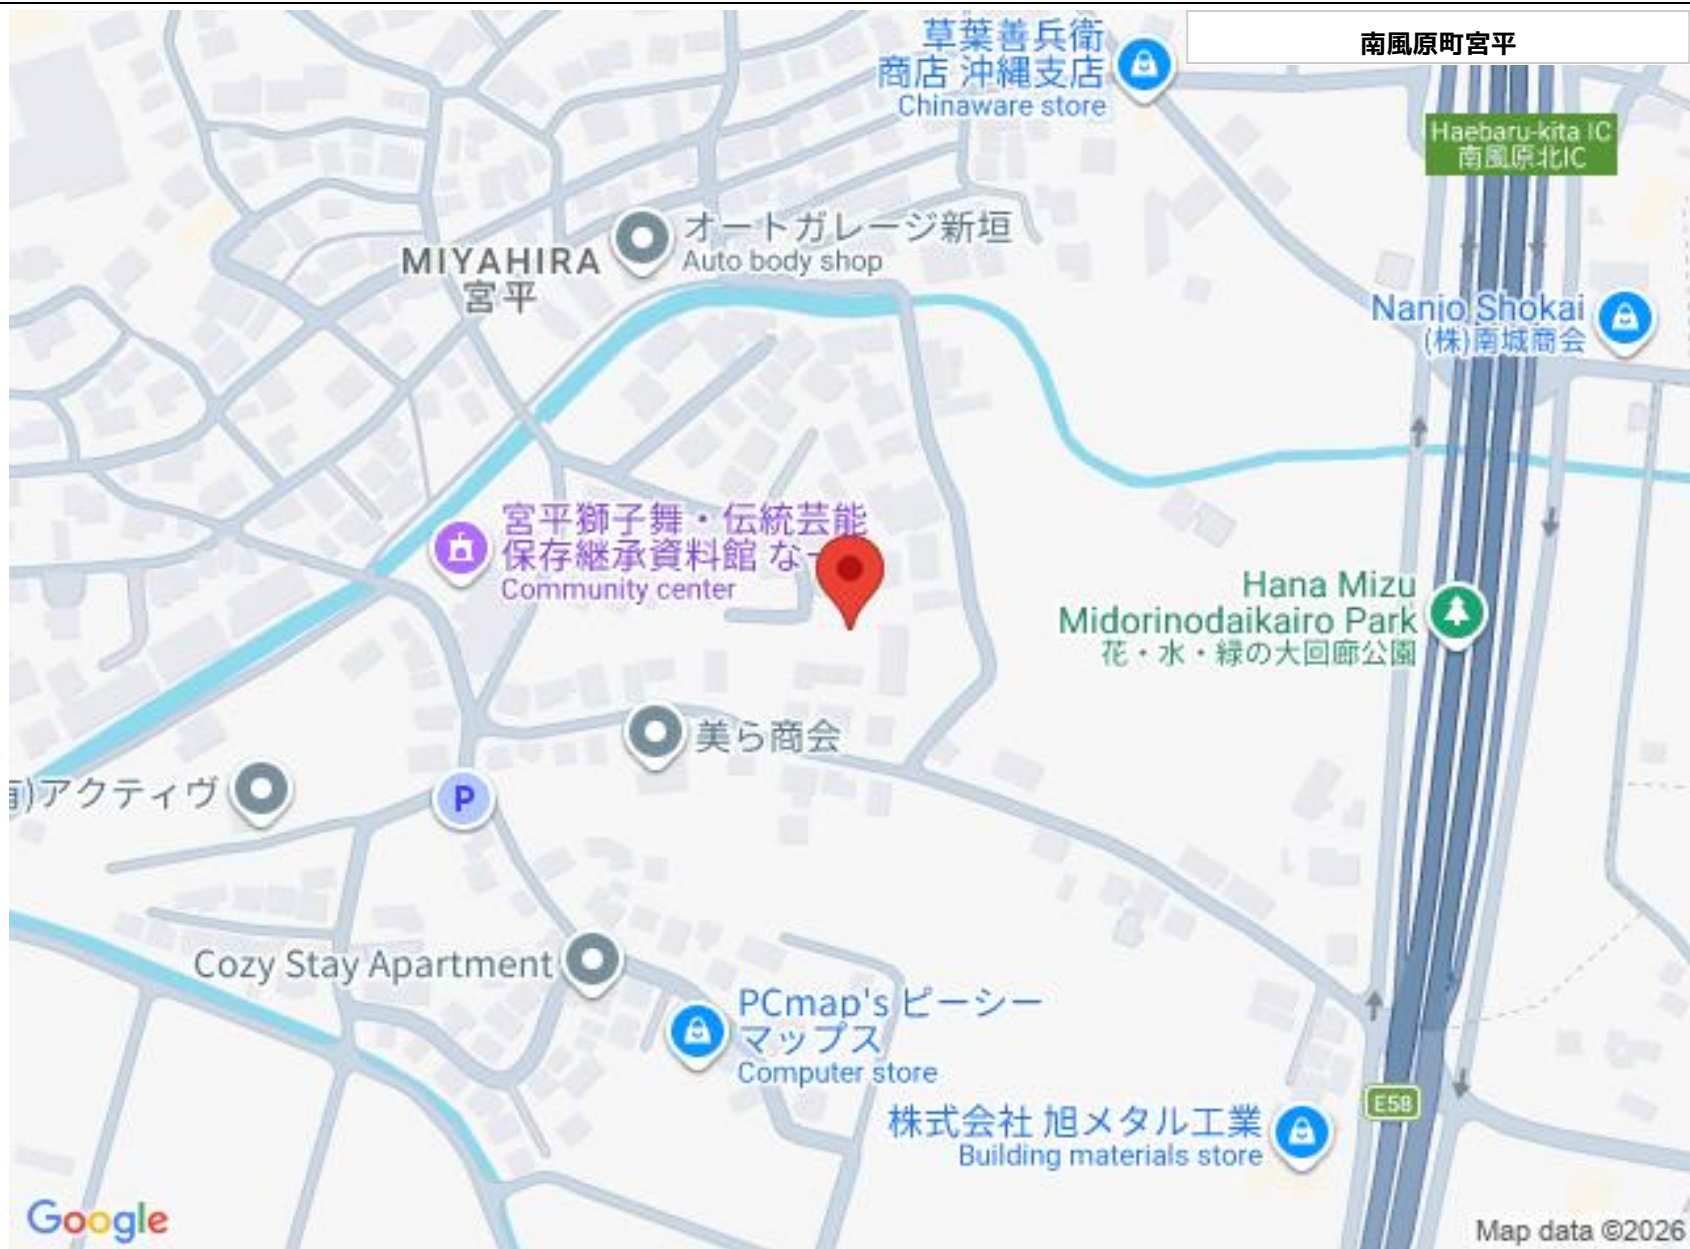 南風原町宮平
草葉善兵衛
商店 沖縄支店
Chinaware store
Haebaru-kita IC
南風原北IC
オートガレージ新垣
Auto body shop
MIYAHIRA
宮平
Nanjo Shokai
(株)南城商会
宮平獅子舞・伝統芸能
保存継承資料館 な
Community center
Hana Mizu
Midorinodaikairo Park
花・水・緑の大回廊公園
美ら商会
)アクティヴ
P
Cozy Stay Apartment
PCmap's ピーシー
マップス
Computer store
E58
株式会社 旭メタル工業
Building materials store
Google
Map data ©2026